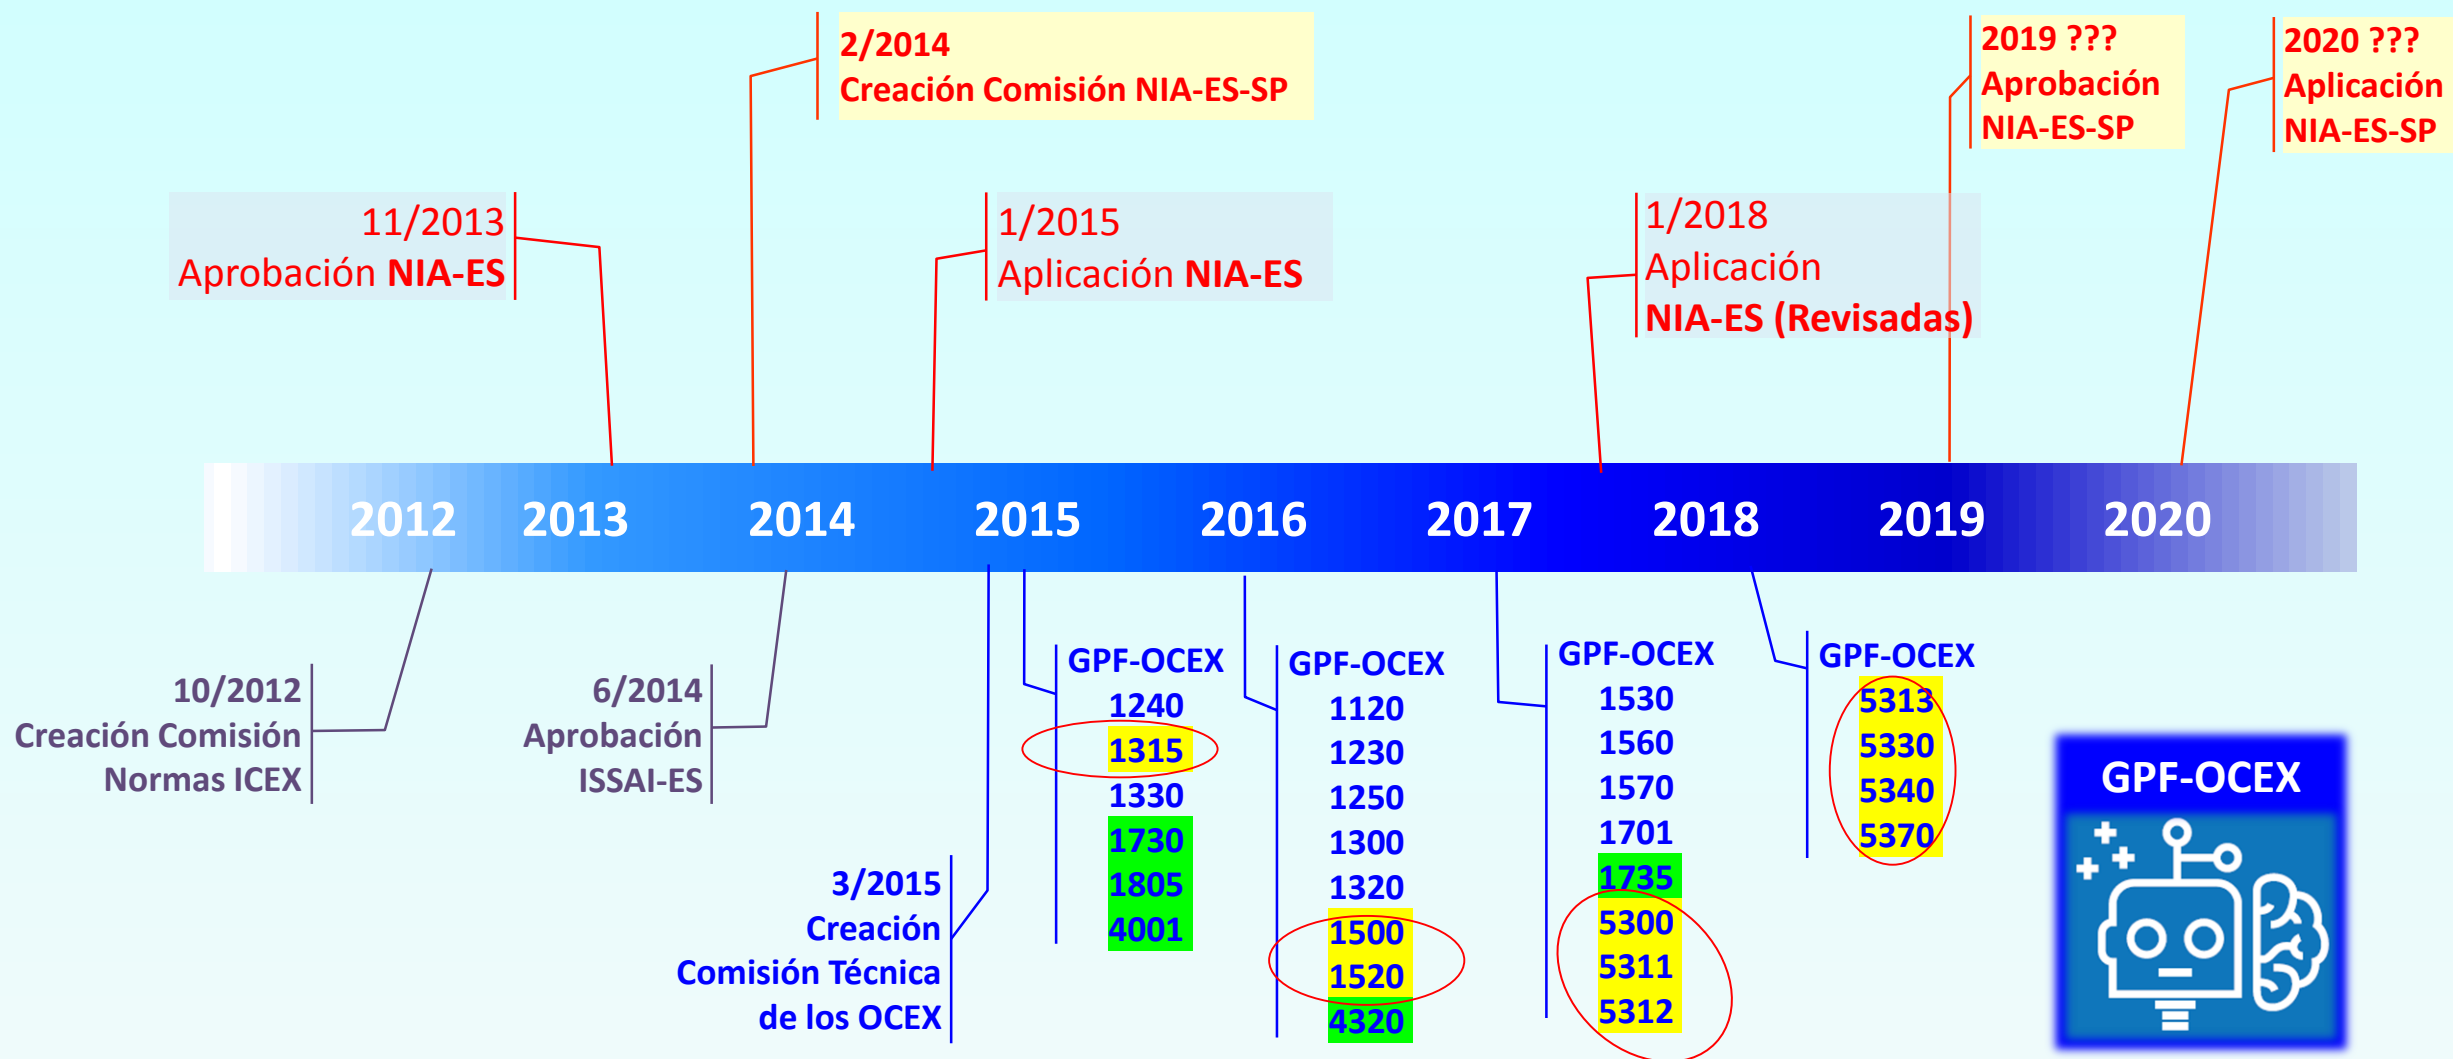 2/2014
Creación Comisión NIA-ES-SP
2019 ???
Aprobación
NIA-ES-SP
2020 ???
Aplicación
NIA-ES-SP
11/2013
Aprobación NIA-ES
1/2015
Aplicación NIA-ES
1/2018
Aplicación
NIA-ES (Revisadas)
2012 2013 2014 2015 2016 2017 2018 2019 2020
10/2012
Creación Comisión
Normas ICEX
6/2014
Aprobación
ISSAI-ES
3/2015
Creación
Comisión Técnica
de los OCEX
GPF-OCEX
1240
1315
1330
1730
1805
4001
GPF-OCEX
1120
1230
1250
1300
1320
1500
1520
4320
GPF-OCEX
1530
1560
1570
1701
1735
5300
5311
5312
GPF-OCEX
5313
5330
5340
5370
GPF-OCEX